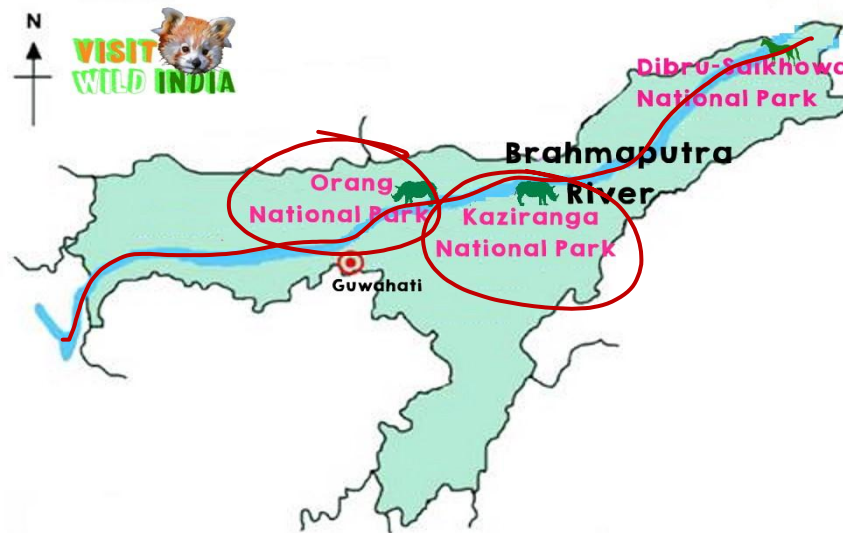 N
VISIT
WILD INDIA
Dibru-Saikhowa
National Park
Brahmaputra
River
Orang
National Park
Kaziranga
National Park
Guwahati